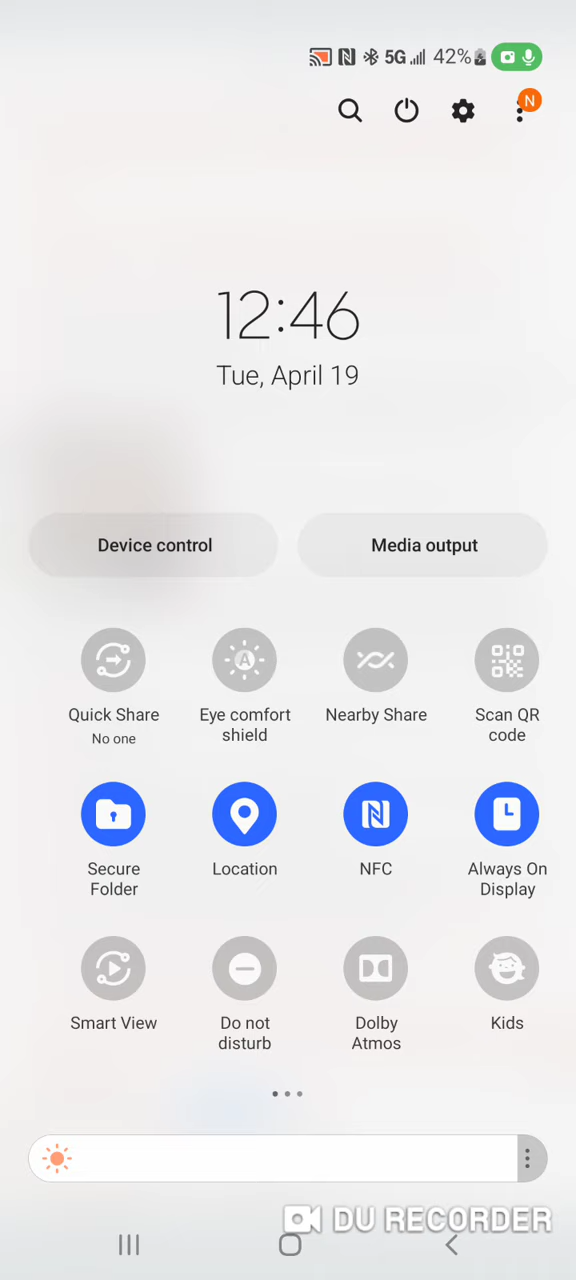 5G 42%
N
12:46
Tue, April 19
Device control Media output
Quick Share Eye comfort Nearby Share Scan QR
No one shield code
Secure Location NFC Always On
Folder Display
Smart View Do not Dolby Kids
disturb Atmos
DU RECORDER